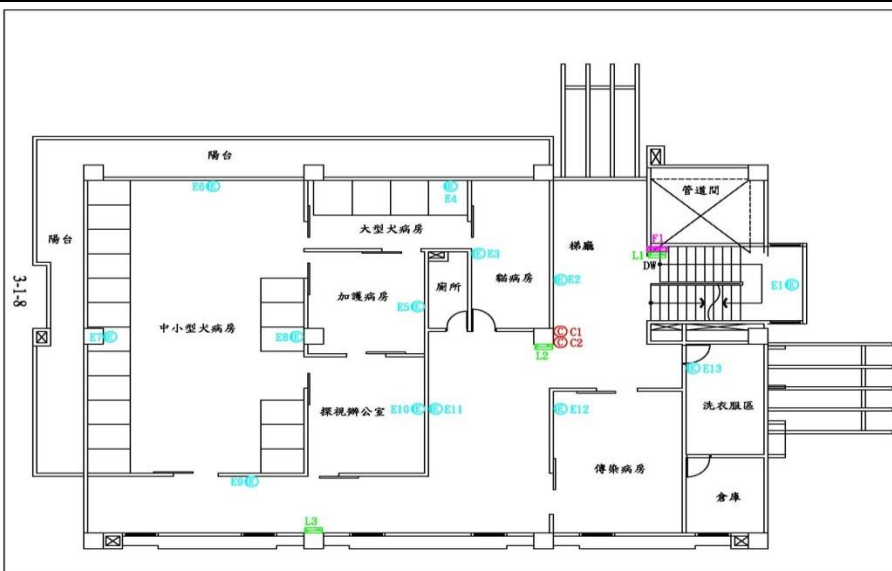 陽台
管道間
E6 E
E
E4
大型犬病房
陽台
梯廳
F1
L1
DW
E3
貓病房
E2
E1
廁所
加護病房
E5
3-1-8
中小型犬病房
E7
E8
C C1
C C2
L2
E13
探視辦公室
E10
E11
E12
洗衣服區
傳染病房
E9
倉庫
L3